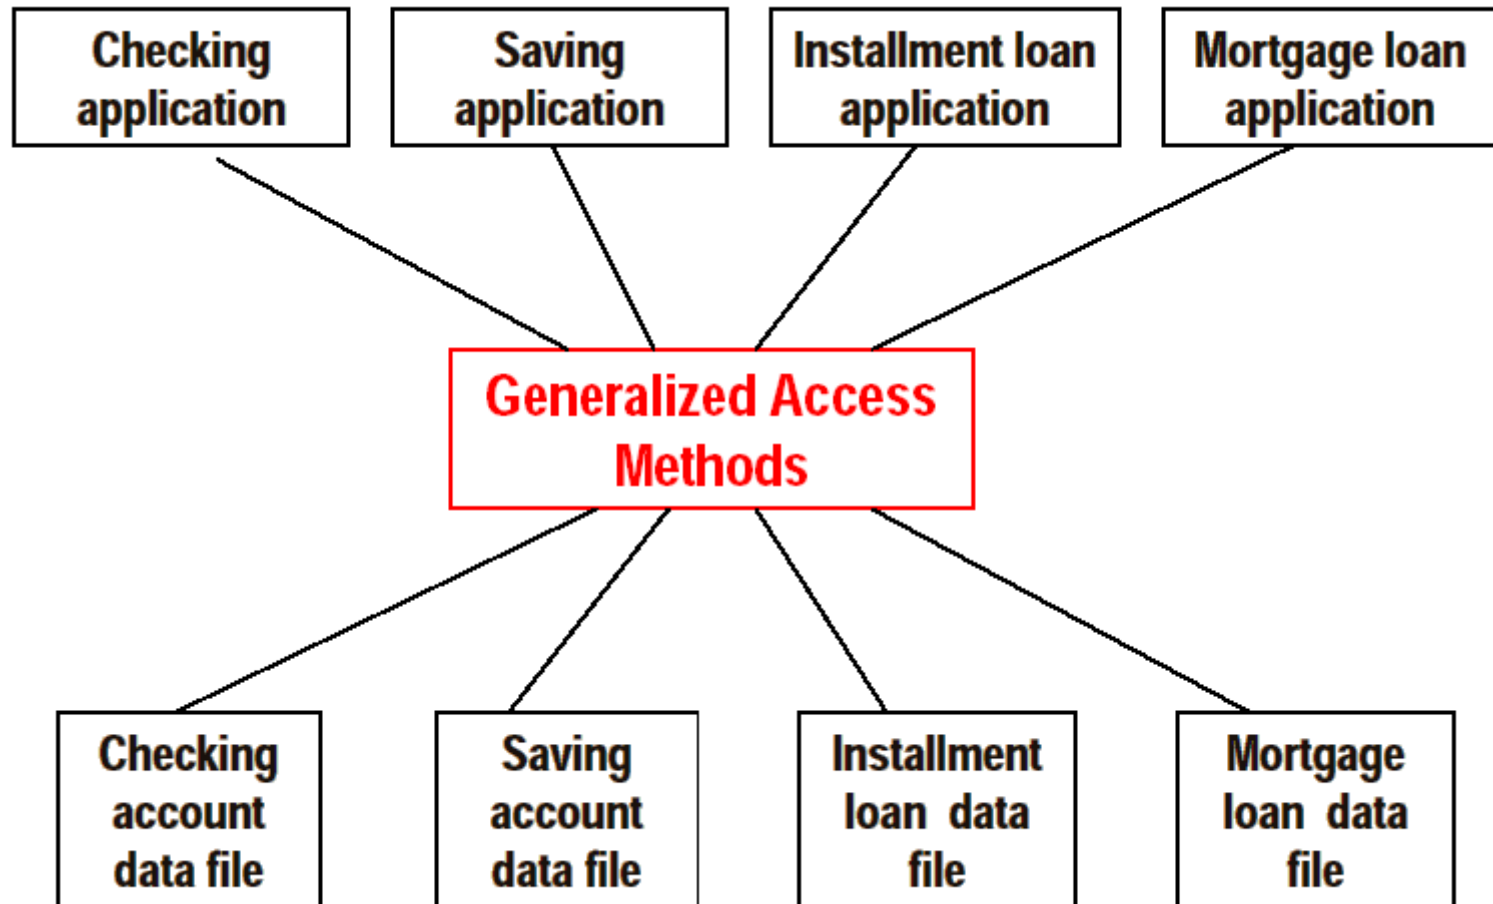 Checking
application
Saving
application
Installment loan
application
Mortgage loan
application
Generalized Access
Methods
Checking
account
data file
Saving
account
data file
Installment
loan data
file
Mortgage
loan data
file